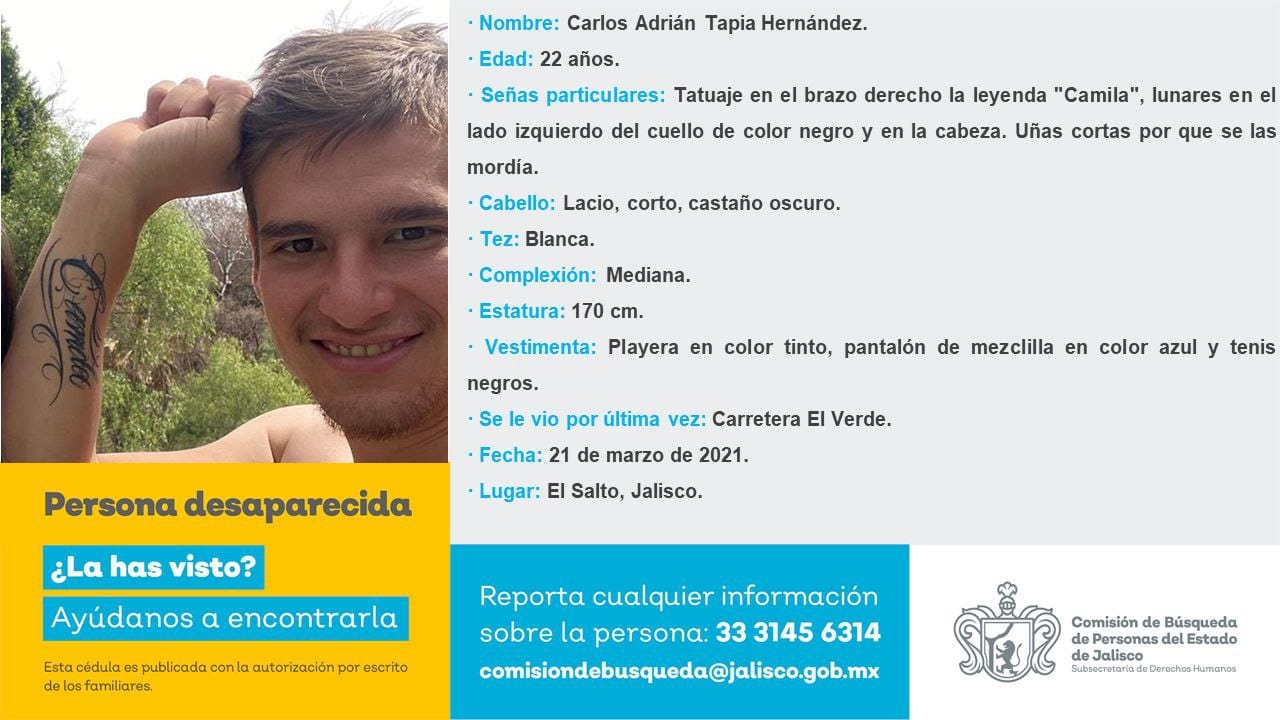 · Nombre: Carlos Adrián Tapia Hernández.
· Edad: 22 años.
· Señas particulares: Tatuaje en el brazo derecho la leyenda "Camila", lunares en el
lado izquierdo del cuello de color negro y en la cabeza. Uñas cortas por que se las
mordía.
· Cabello: Lacio, corto, castaño oscuro.
· Tez: Blanca.
· Complexión: Mediana.
· Estatura: 170 cm.
· Vestimenta: Playera en color tinto, pantalón de mezclilla en color azul y tenis
negros.
· Se le vio por última vez: Carretera El Verde.
· Fecha: 21 de marzo de 2021.
· Lugar: El Salto, Jalisco.
Persona desaparecida
¿La has visto?
Ayúdanos a encontrarla
Esta cédula es publicada con la autorización por escrito
de los familiares.
Reporta cualquier información
sobre la persona: 33 3145 6314
comisiondebusqueda@jalisco.gob.mx
Comisión de Búsqueda
de Personas del Estado
de Jalisco
Subsecretaría de Derechos Humanos